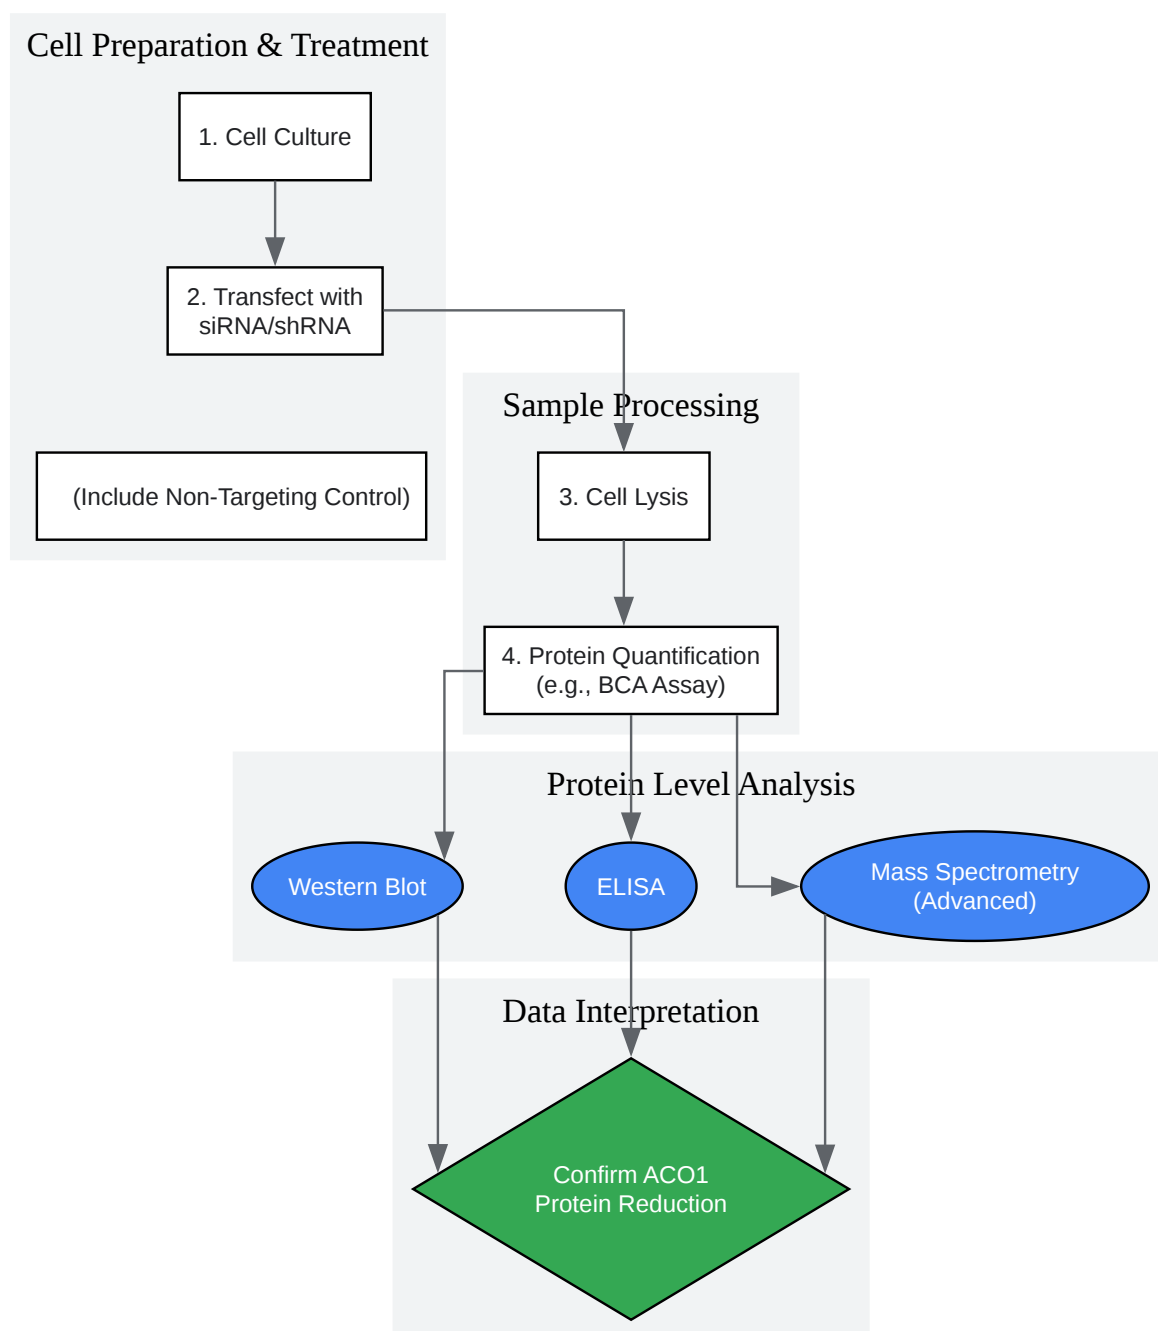 Cell Preparation & Treatment
1. Cell Culture
2. Transfect with
siRNA/shRNA
(Include Non-Targeting Control)
Sample Processing
3. Cell Lysis
4. Protein Quantification
(e.g., BCA Assay)
Protein Level Analysis
Western Blot
ELISA
Mass Spectrometry
(Advanced)
Data Interpretation
Confirm ACO1
Protein Reduction